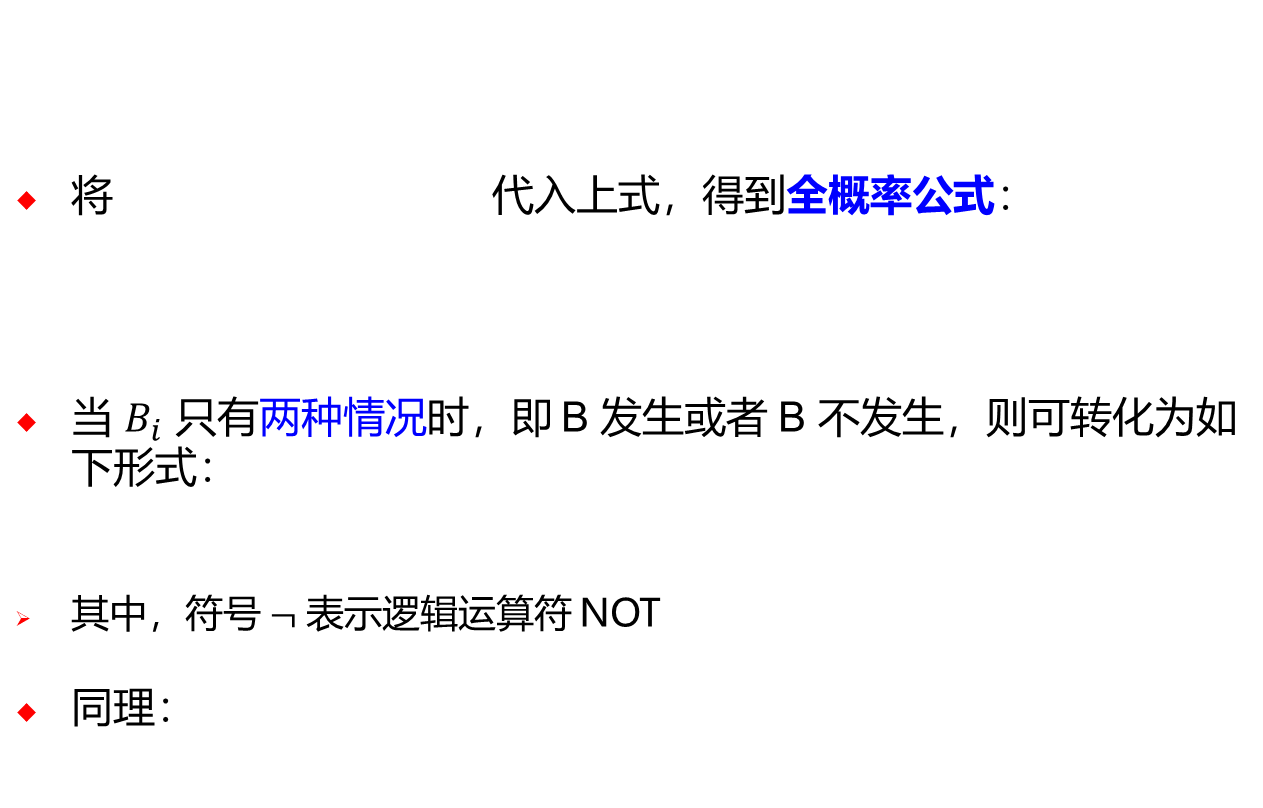 将 代入上式，得到全概率公式：
当 Bᵢ 只有两种情况时，即 B 发生或者 B 不发生，则可转化为如
下形式：
其中，符号 ¬ 表示逻辑运算符 NOT
同理：